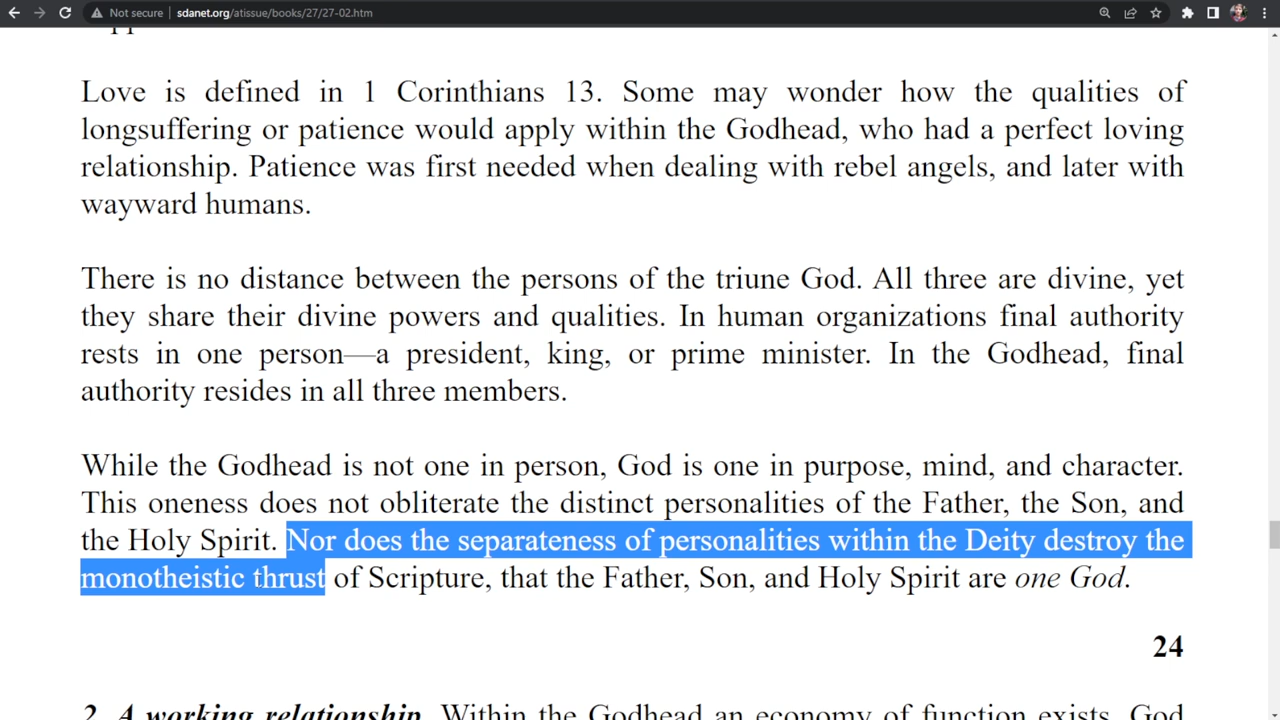 Not secure sdanet.org/atissue/books/27/27-02.htm
Love is defined in 1 Corinthians 13. Some may wonder how the qualities of
longsuffering or patience would apply within the Godhead, who had a perfect loving
relationship. Patience was first needed when dealing with rebel angels, and later with
wayward humans.
There is no distance between the persons of the triune God. All three are divine, yet
they share their divine powers and qualities. In human organizations final authority
rests in one person—a president, king, or prime minister. In the Godhead, final
authority resides in all three members.
While the Godhead is not one in person, God is one in purpose, mind, and character.
This oneness does not obliterate the distinct personalities of the Father, the Son, and
the Holy Spirit. Nor does the separateness of personalities within the Deity destroy the
monotheistic thrust of Scripture, that the Father, Son, and Holy Spirit are one God.
24
2. A working relationship. Within the Godhead an economy of function exists. God